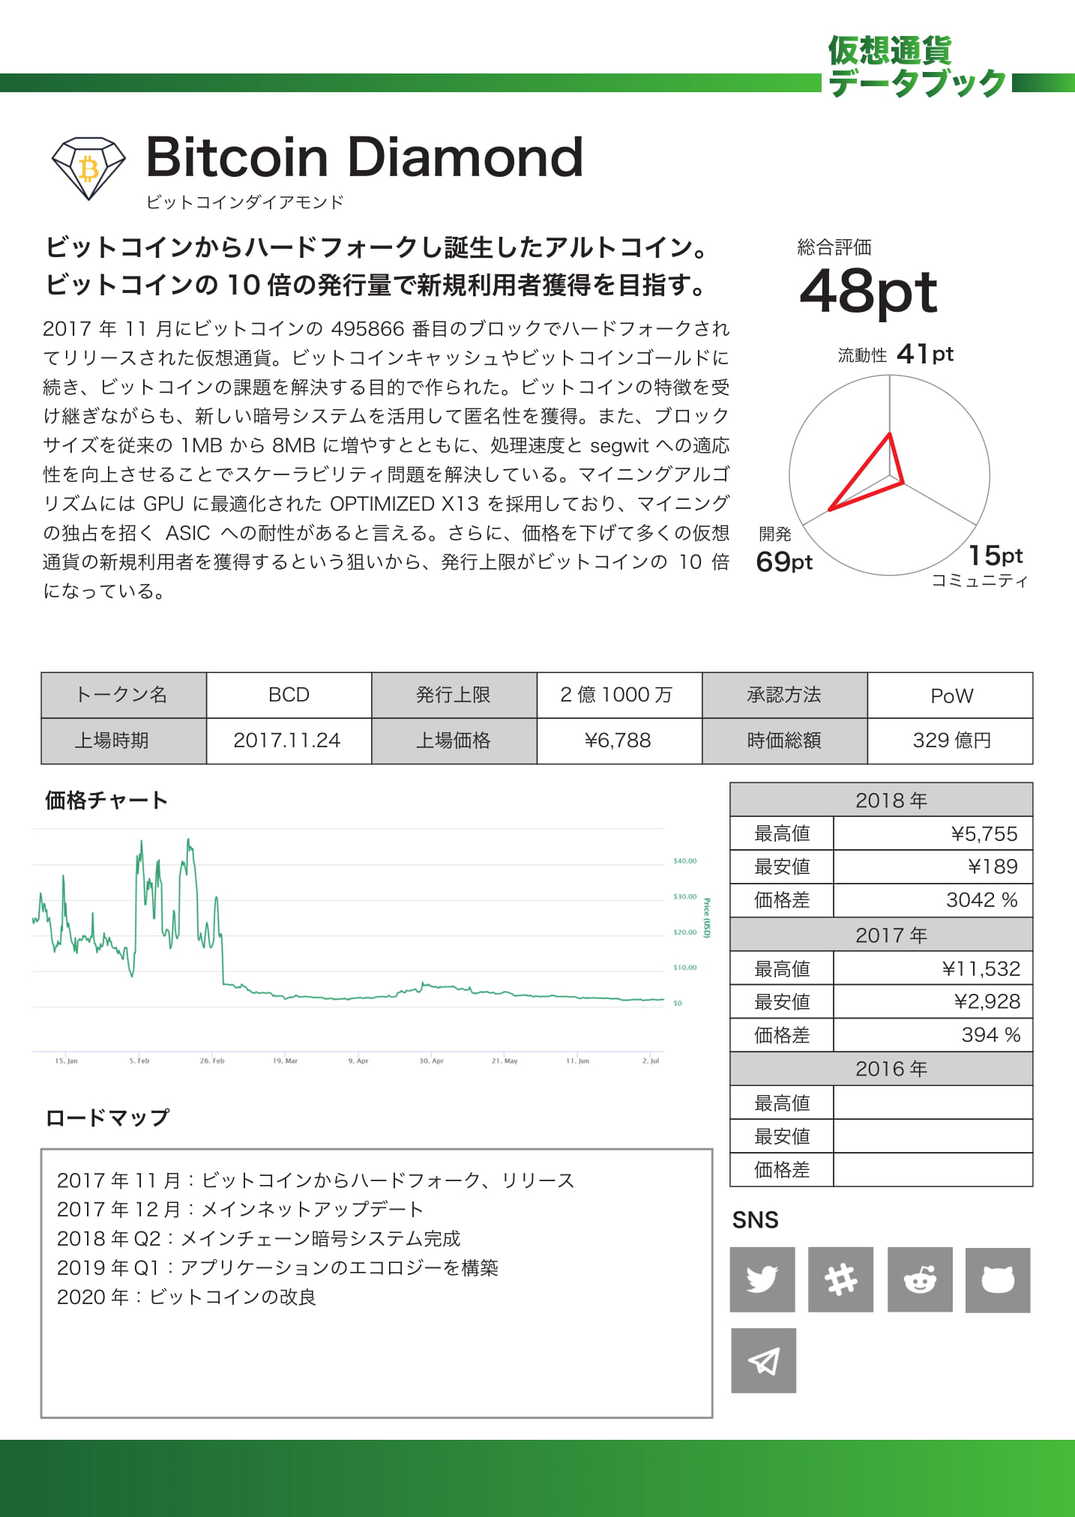 仮想通貨
データブック
Bitcoin Diamond
ビットコインダイアモンド
ビットコインからハードフォークし誕生したアルトコイン。
ビットコインの 10 倍の発行量で新規利用者獲得を目指す。
2017 年 11 月にビットコインの 495866 番目のブロックでハードフォークされ
てリリースされた仮想通貨。ビットコインキャッシュやビットコインゴールドに
続き、ビットコインの課題を解決する目的で作られた。ビットコインの特徴を受
け継ぎながらも、新しい暗号システムを活用して匿名性を獲得。また、ブロック
サイズを従来の 1MB から 8MB に増やすとともに、処理速度と segwit への適応
性を向上させることでスケーラビリティ問題を解決している。マイニングアルゴ
リズムには GPU に最適化された OPTIMIZED X13 を採用しており、マイニング
の独占を招く ASIC への耐性があると言える。さらに、価格を下げて多くの仮想
通貨の新規利用者を獲得するという狙いから、発行上限がビットコインの 10 倍
になっている。
総合評価
48pt
流動性 41pt
開発
69pt
15pt
コミュニティ
トークン名 BCD 発行上限 2 億 1000 万 承認方法 PoW
上場時期 2017.11.24 上場価格 ¥6,788 時価総額 329 億円
価格チャート
$40.00
$30.00
$20.00
$10.00
$0
Price (USD)
15. Jan 5. Feb 26. Feb 19. Mar 9. Apr 30. Apr 21. May 11. Jun 2. Jul
2018 年
最高値 ¥5,755
最安値 ¥189
価格差 3042 %
2017 年
最高値 ¥11,532
最安値 ¥2,928
価格差 394 %
2016 年
最高値
最安値
価格差
ロードマップ
2017 年 11 月：ビットコインからハードフォーク、リリース
2017 年 12 月：メインネットアップデート
2018 年 Q2：メインチェーン暗号システム完成
2019 年 Q1：アプリケーションのエコロジーを構築
2020 年：ビットコインの改良
SNS